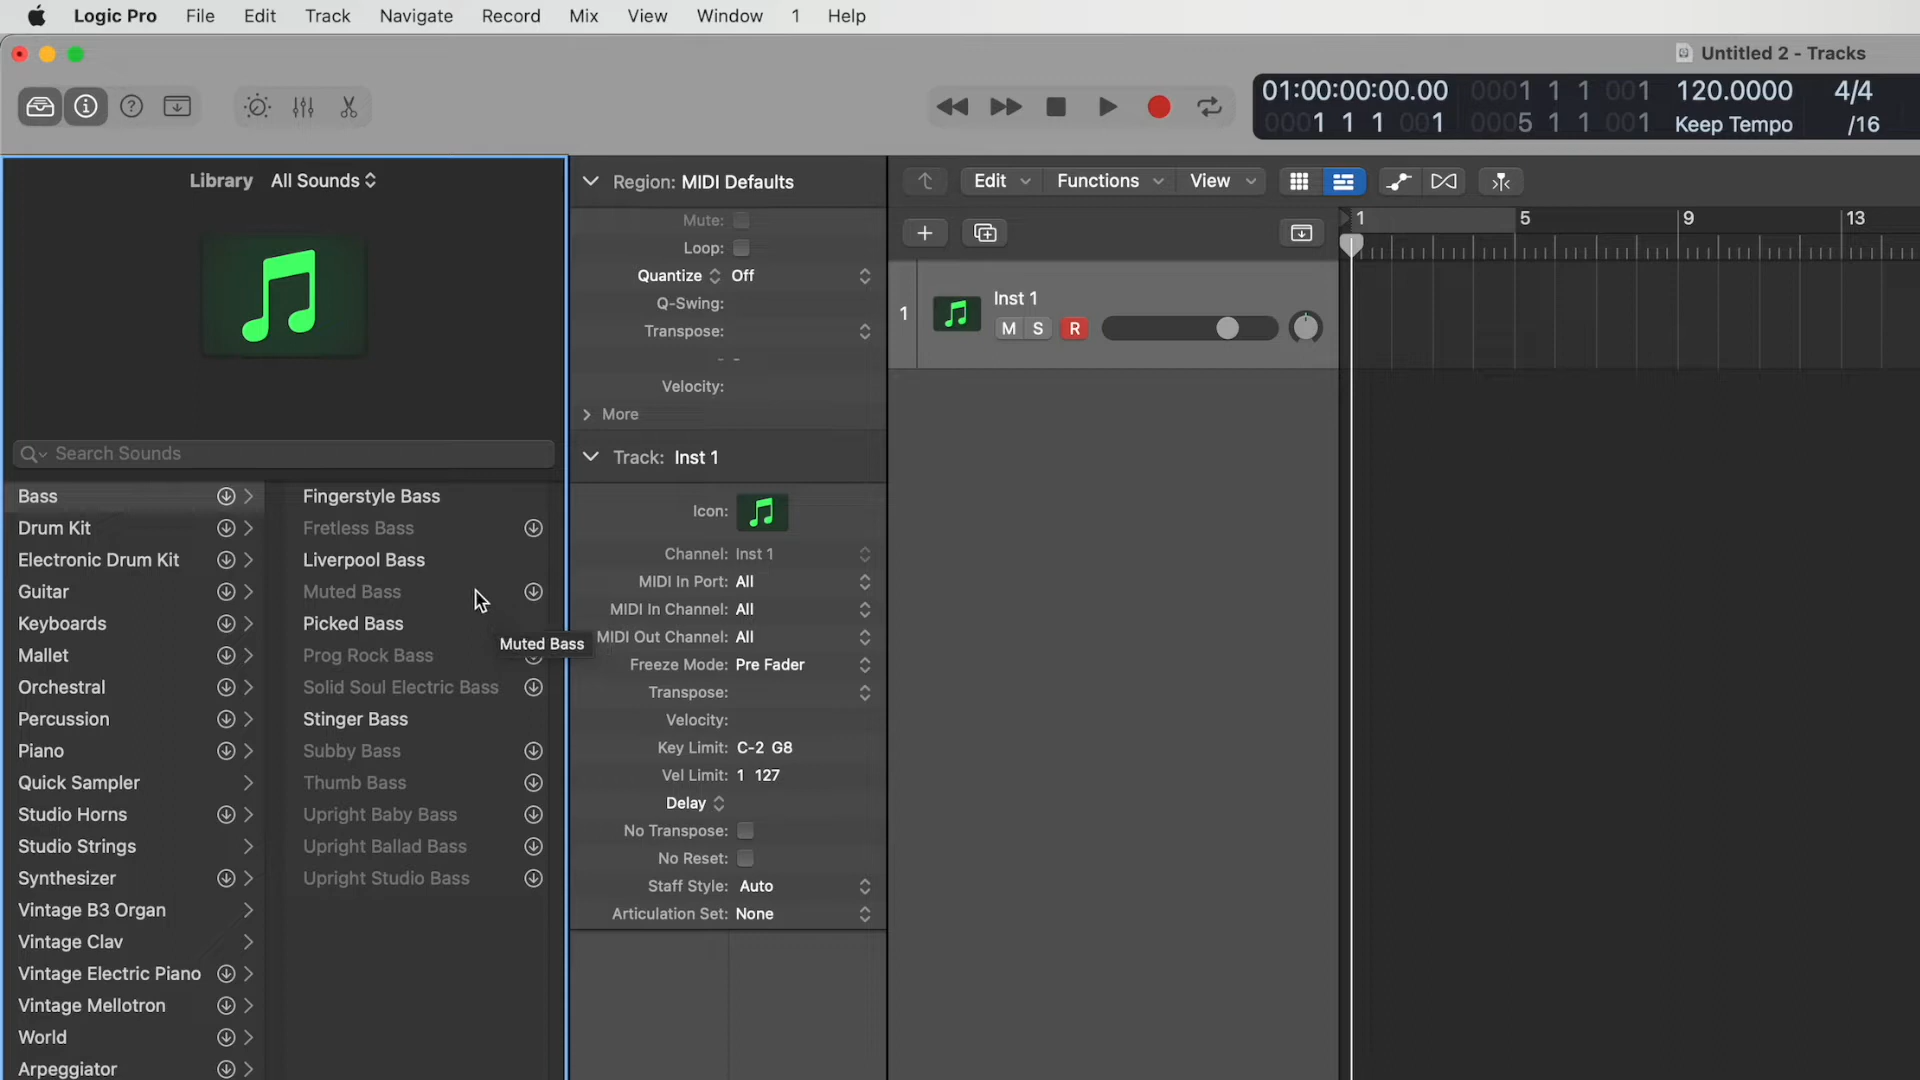 Logic Pro File Edit Track Navigate Record Mix View Window 1 Help
Untitled 2 - Tracks
01:00:00:00.00 0001 1 1 001 120.0000 4/4
0001 1 1 001 0005 1 1 001 Keep Tempo /16
Library All Sounds
Search Sounds
Bass
Drum Kit
Electronic Drum Kit
Guitar
Keyboards
Mallet
Orchestral
Percussion
Piano
Quick Sampler
Studio Horns
Studio Strings
Synthesizer
Vintage B3 Organ
Vintage Clav
Vintage Electric Piano
Vintage Mellotron
World
Arpeggiator
Fingerstyle Bass
Fretless Bass
Liverpool Bass
Muted Bass
Picked Bass
Prog Rock Bass
Solid Soul Electric Bass
Stinger Bass
Subby Bass
Thumb Bass
Upright Baby Bass
Upright Ballad Bass
Upright Studio Bass
Muted Bass
Region: MIDI Defaults
Mute:
Loop:
Quantize Off
Q-Swing:
Transpose:
- -
Velocity:
More
Track: Inst 1
Icon:
Channel: Inst 1
MIDI In Port: All
MIDI In Channel: All
MIDI Out Channel: All
Freeze Mode: Pre Fader
Transpose:
Velocity:
Key Limit: C-2 G8
Vel Limit: 1 127
Delay
No Transpose:
No Reset:
Staff Style: Auto
Articulation Set: None
Edit Functions View
1 5 9 13
1
Inst 1
M S R